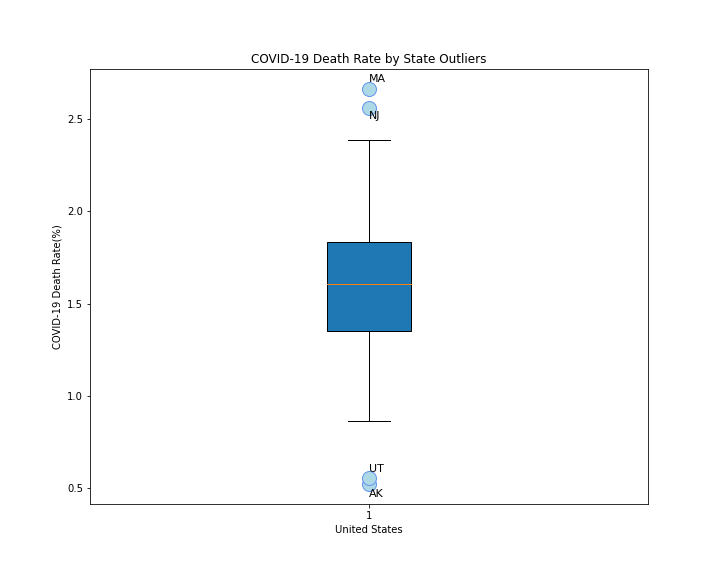 COVID-19 Death Rate by State Outliers
MA
NJ
2.5
2.0
1.5
1.0
0.5
COVID-19 Death Rate(%)
UT
AK
1
United States